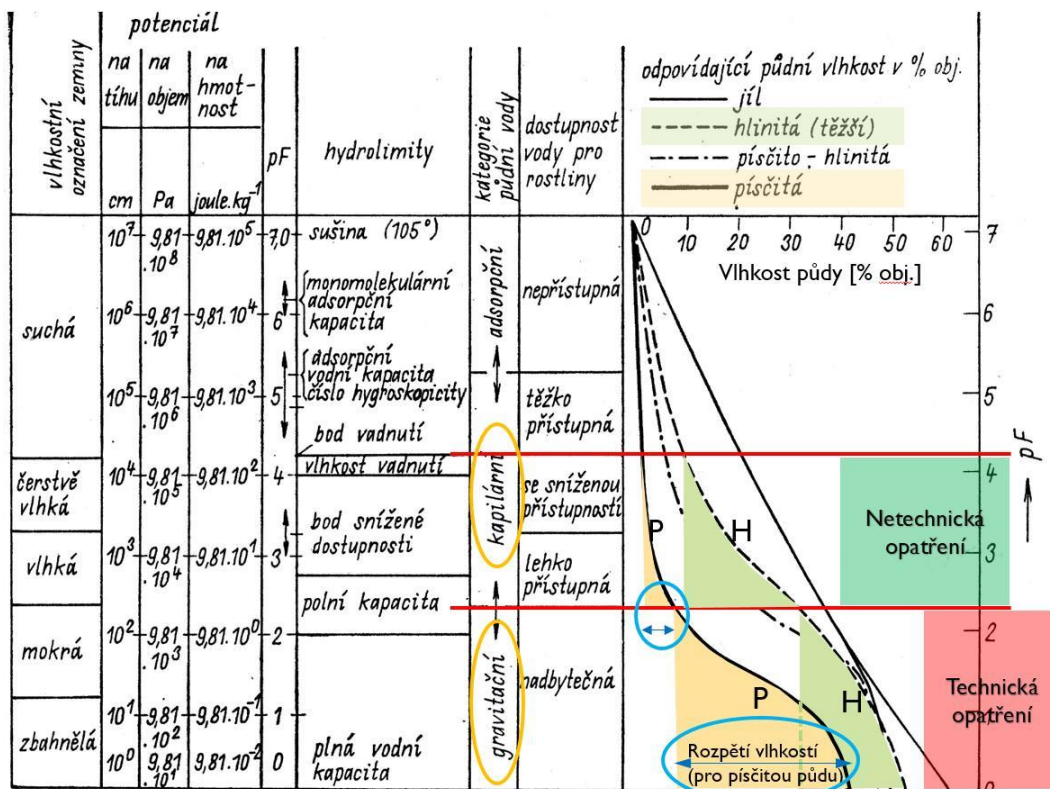 vlhkostní
označení zeminy
potenciál
na
tíhu
na
objem
na
hmot-
nost
cm
Pa
joule.kg⁻¹
pF
hydrolimity
kategorie
půdní vody
dostupnost
vody pro
rostliny
odpovídající půdní vlhkost v % obj.
jíl
hlinitá (těžší)
písčito - hlinitá
písčitá
suchá
čerstvě
vlhká
vlhká
mokrá
zbahnělá
10⁷
10⁶
10⁵
10⁴
10³
10²
10¹
10⁰
9,81
.10⁸
9,81
.10⁷
9,81
.10⁶
9,81
.10⁵
9,81
.10⁴
9,81
.10³
9,81
.10²
9,81
.10¹
9,81.10⁵
9,81.10⁴
9,81.10³
9,81.10²
9,81.10¹
9,81.10⁰
9,81.10⁻¹
9,81.10⁻²
7,0
6
5
4
3
2
1
0
sušina (105°)
monomolekulární
adsorpční
kapacita
adsorpční
vodní kapacita
číslo hygroskopicity
bod vadnutí
vlhkost vadnutí
bod snížené
dostupnosti
polní kapacita
plná vodní
kapacita
adsorpční
kapilární
gravitační
nepřístupná
těžko
přístupná
se sníženou
přístupností
lehko
přístupná
nadbytečná
0 10 20 30 40 50 60
Vlhkost půdy [% obj.]
7
6
5
4
3
2
1
0
pF
P
H
P
H
Netechnická
opatření
Technická
opatření
Rozpětí vlhkostí
(pro písčitou půdu)